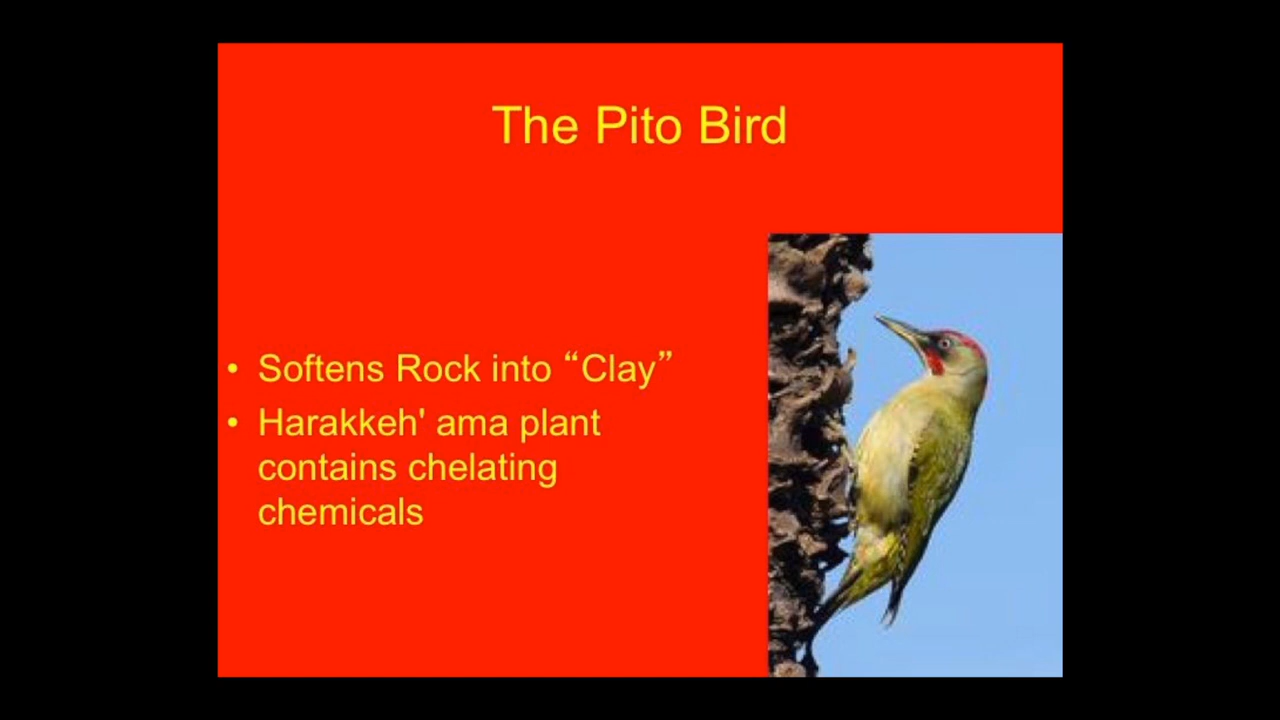 The Pito Bird
• Softens Rock into “Clay”
• Harakkeh' ama plant
contains chelating
chemicals